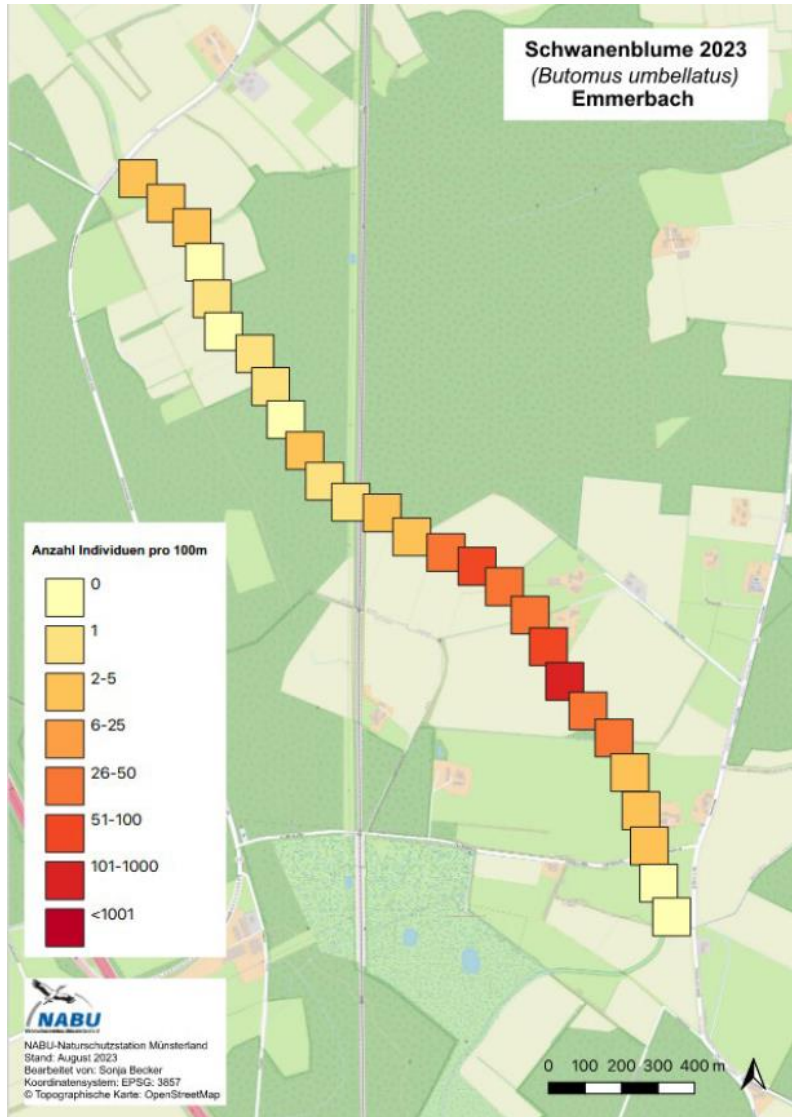 Schwanenblume 2023
(Butomus umbellatus)
Emmerbach
Anzahl Individuen pro 100m
0
1
2-5
6-25
26-50
51-100
101-1000
<1001
NABU
NABU-Naturschutzstation Münsterland
Stand: August 2023
Bearbeitet von: Sonja Becker
Koordinatensystem: EPSG: 3857
© Topographische Karte: OpenStreetMap
0 100 200 300 400 m